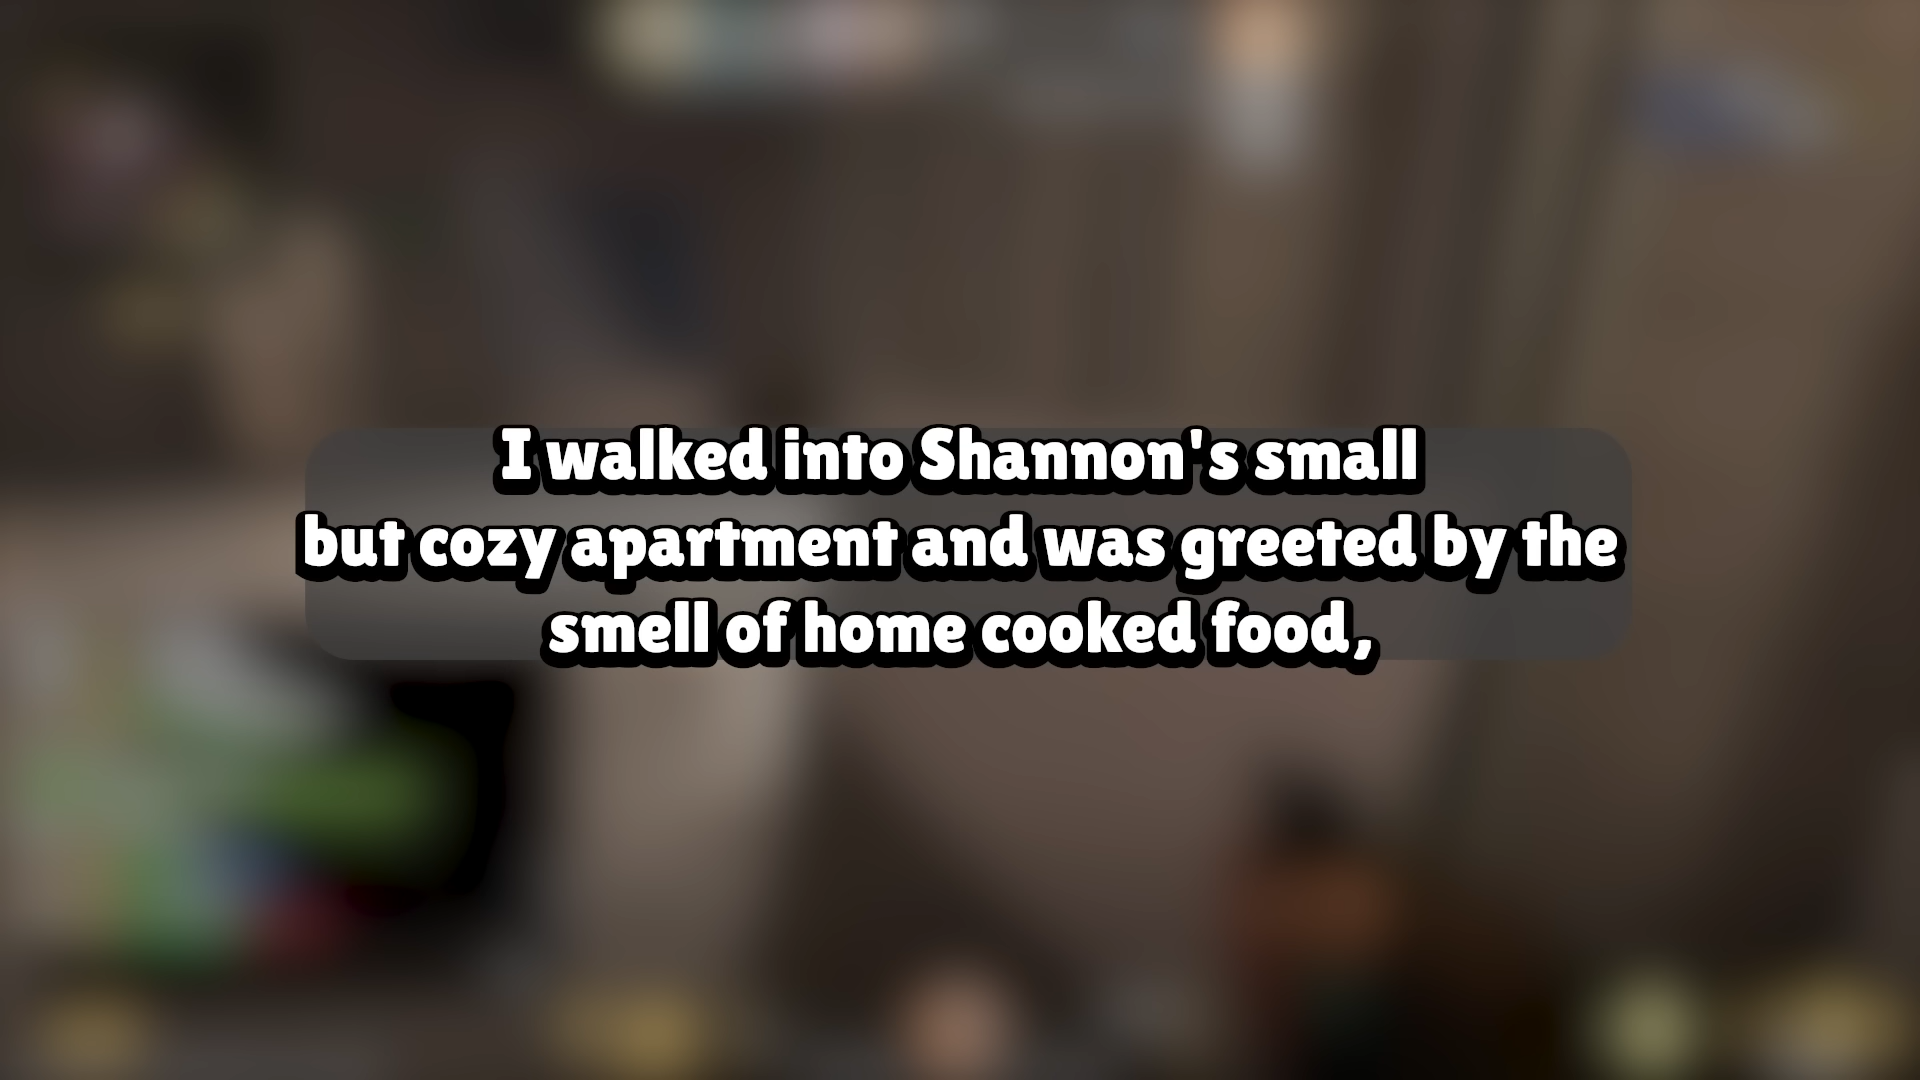 I walked into Shannon's small
but cozy apartment and was greeted by the
smell of home cooked food,